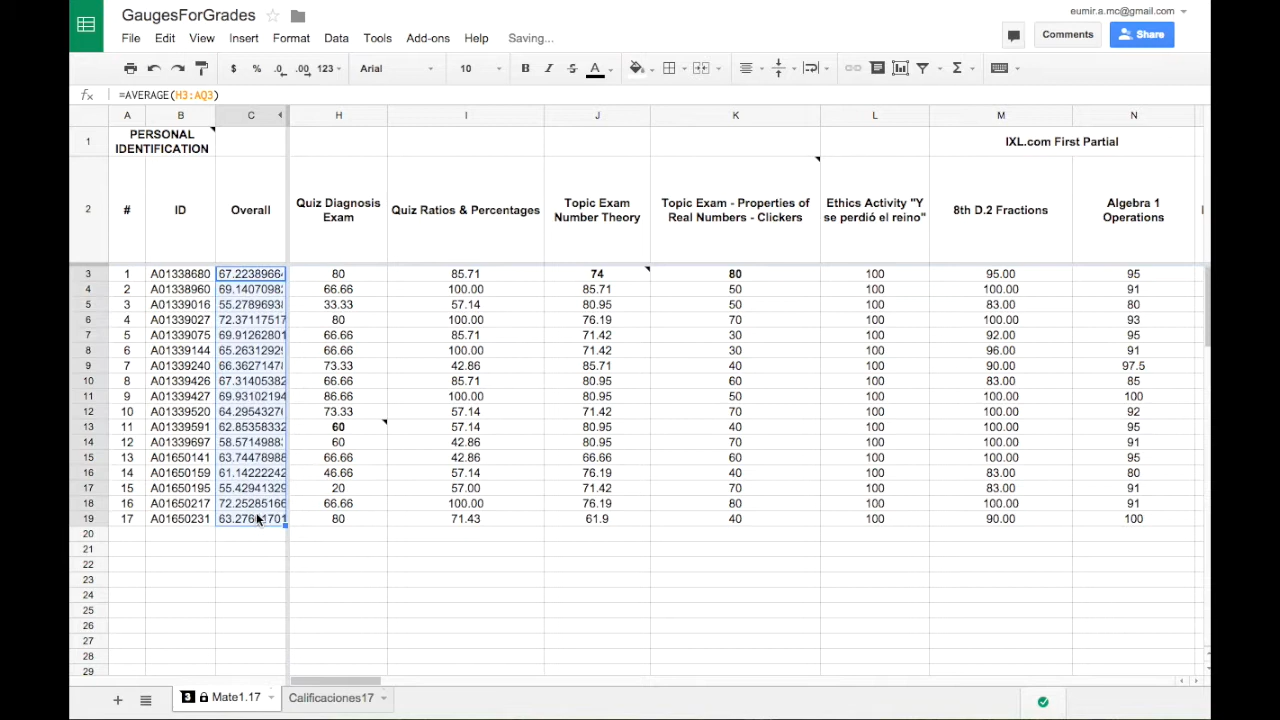 GaugesForGrades
eumir.a.mc@gmail.com
File Edit View Insert Format Data Tools Add-ons Help Saving...
Comments Share
$ % .0 .00 123 Arial 10 B I S A Σ
fx =AVERAGE(H3:AQ3)
A B C H I J K L M N
1 PERSONAL IDENTIFICATION IXL.com First Partial
2 # ID Overall Quiz Diagnosis Exam Quiz Ratios & Percentages Topic Exam Number Theory Topic Exam - Properties of Real Numbers - Clickers Ethics Activity "Y se perdió el reino" 8th D.2 Fractions Algebra 1 Operations
3 1 A01338680 67.2238966 80 85.71 74 80 100 95.00 95
4 2 A01338960 69.1407098 66.66 100.00 85.71 50 100 100.00 91
5 3 A01339016 55.2789693 33.33 57.14 80.95 50 100 83.00 80
6 4 A01339027 72.37117517 80 100.00 76.19 70 100 100.00 93
7 5 A01339075 69.91262801 66.66 85.71 71.42 30 100 92.00 95
8 6 A01339144 65.2631292 66.66 100.00 71.42 30 100 96.00 91
9 7 A01339240 66.3627147 73.33 42.86 85.71 40 100 90.00 97.5
10 8 A01339426 67.31405382 66.66 85.71 80.95 60 100 83.00 85
11 9 A01339427 69.93102194 86.66 100.00 80.95 50 100 100.00 100
12 10 A01339520 64.2954327 73.33 57.14 71.42 70 100 100.00 92
13 11 A01339591 62.85358332 60 57.14 80.95 40 100 100.00 95
14 12 A01339697 58.5714988 60 42.86 80.95 70 100 100.00 91
15 13 A01650141 63.74478988 66.66 42.86 66.66 60 100 100.00 95
16 14 A01650159 61.14222242 46.66 57.14 76.19 40 100 83.00 80
17 15 A01650195 55.42941329 20 57.00 71.42 70 100 83.00 91
18 16 A01650217 72.25285166 66.66 100.00 76.19 80 100 100.00 91
19 17 A01650231 80 71.43 61.9 40 100 90.00 100
20
21
22
23
24
25
26
27
28
29
3 Mate1.17 Calificaciones17